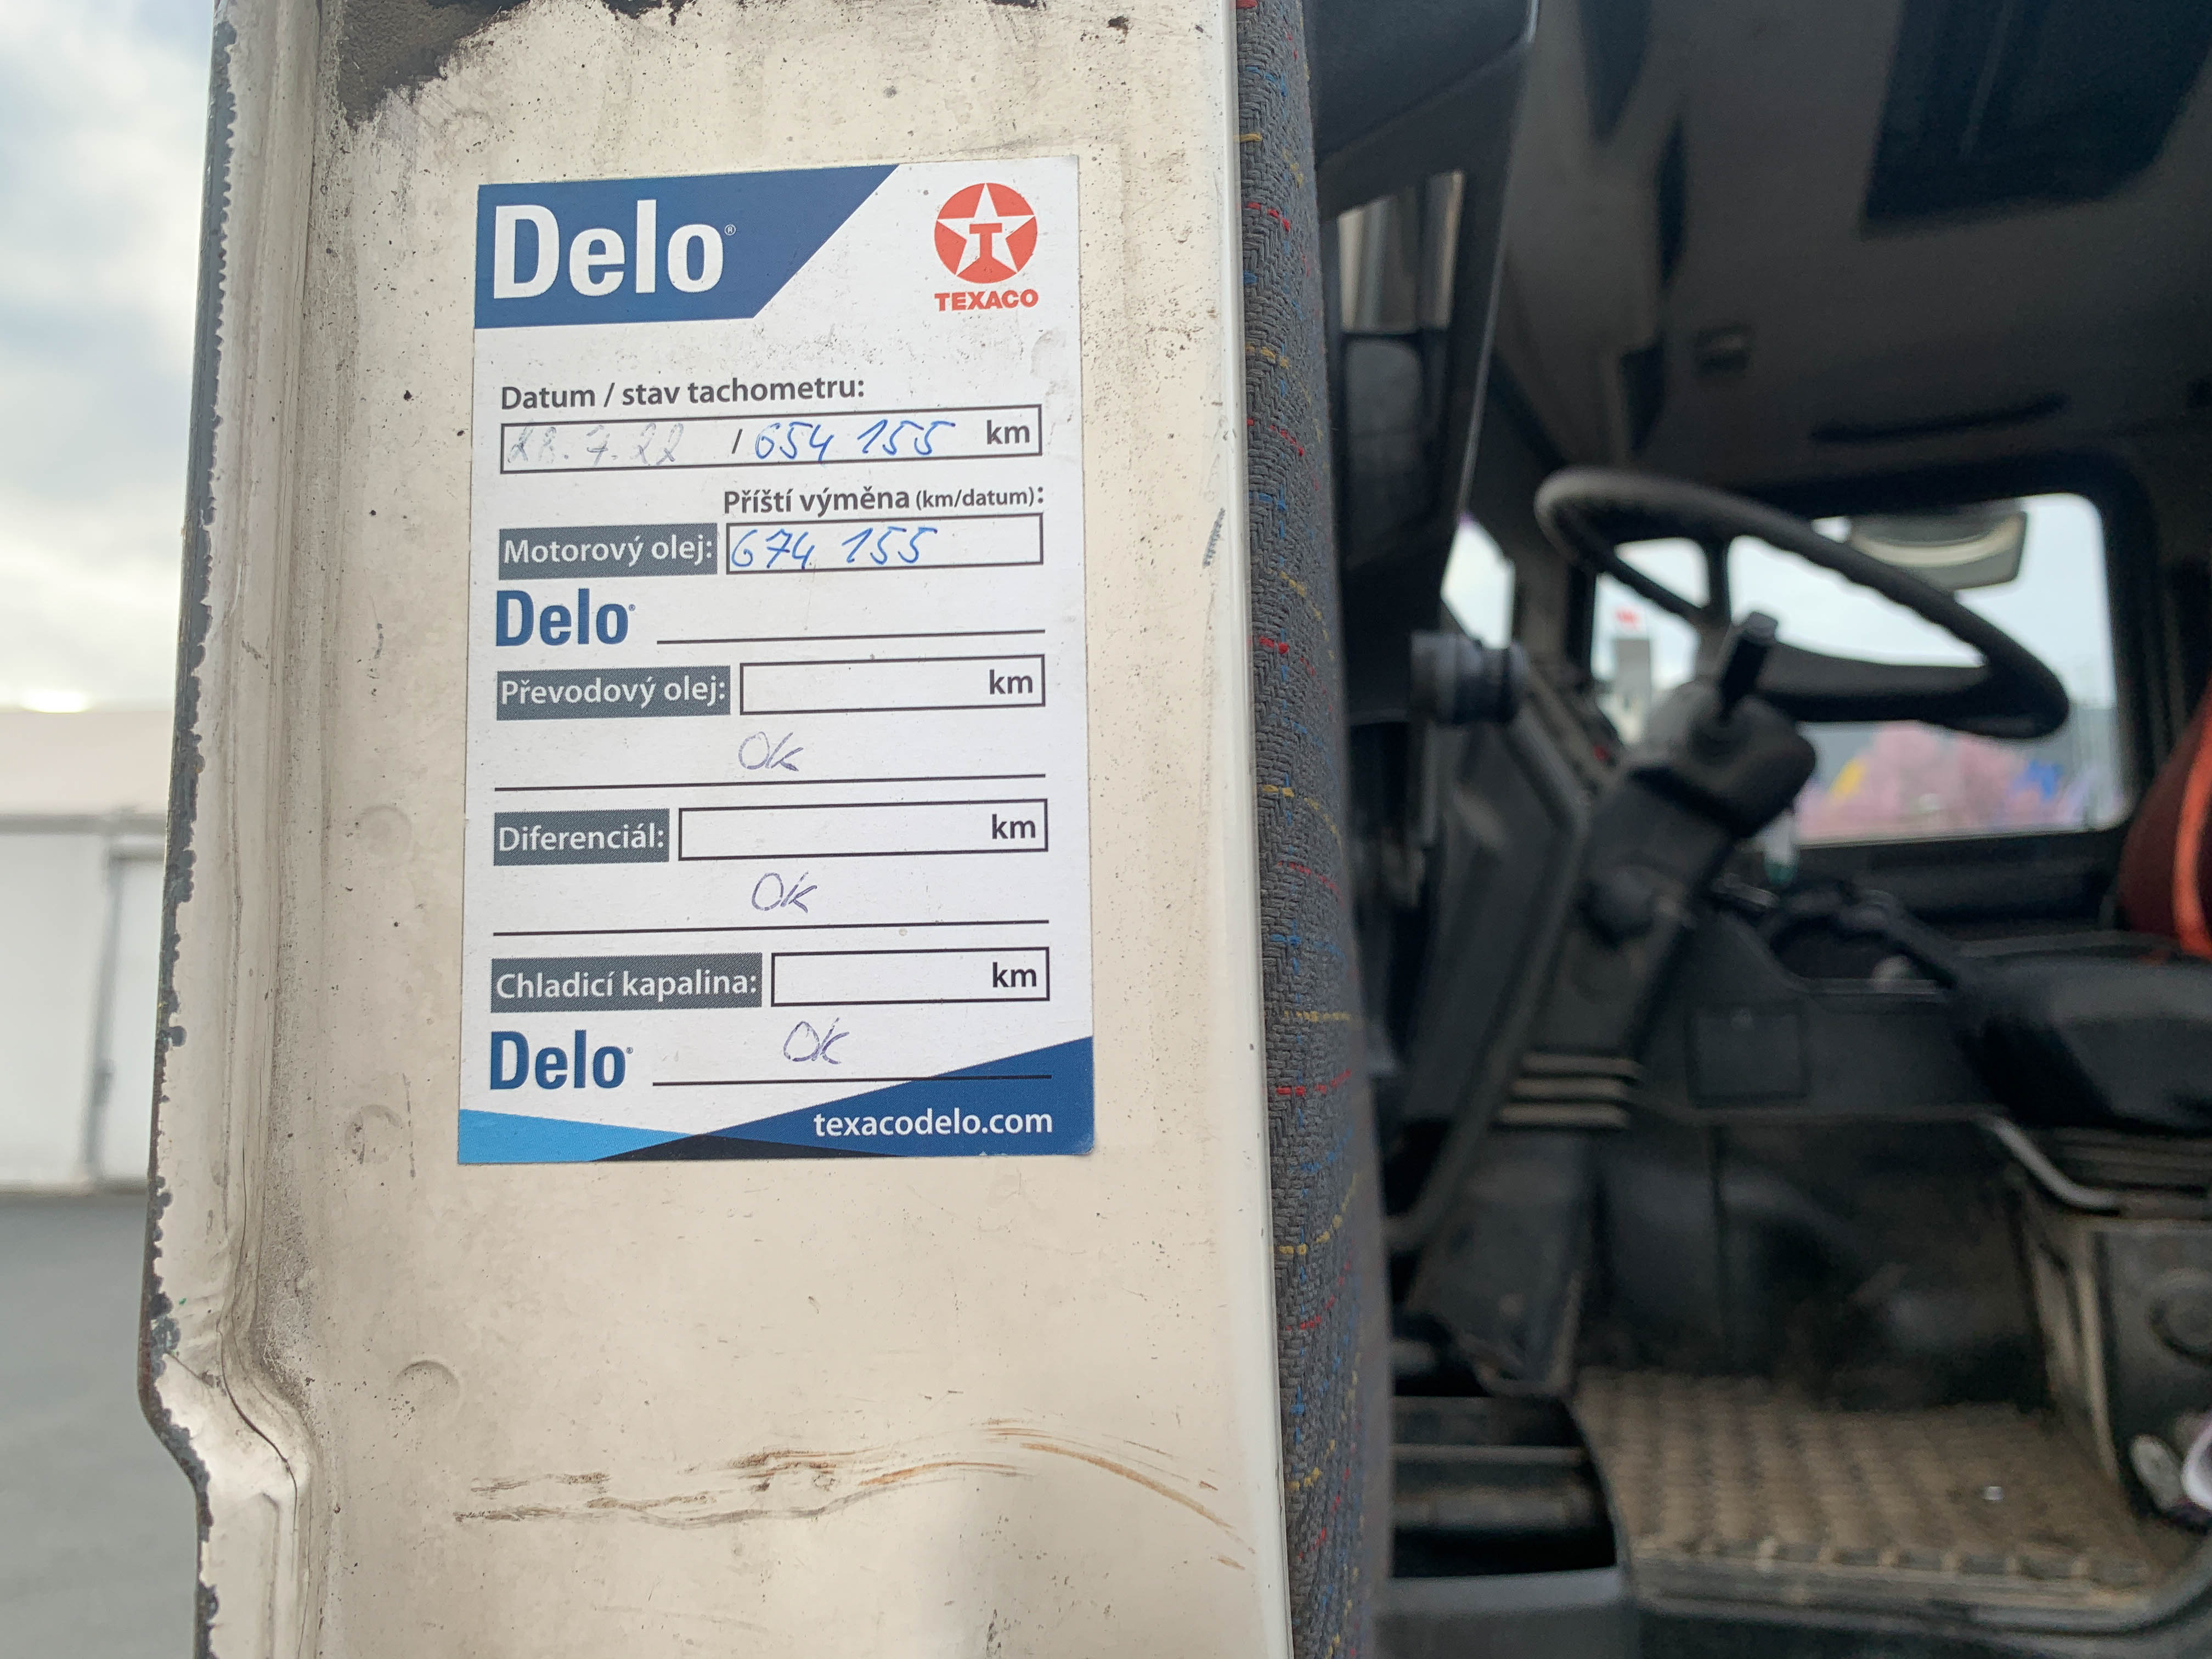 Delo®
TEXACO
Datum / stav tachometru:
28.7.22 / 654 155 km
Příští výměna (km/datum):
Motorový olej: 674 155
Delo®
Převodový olej: km
Ok
Diferenciál: km
Ok
Chladicí kapalina: km
Delo® Ok
texacodelo.com